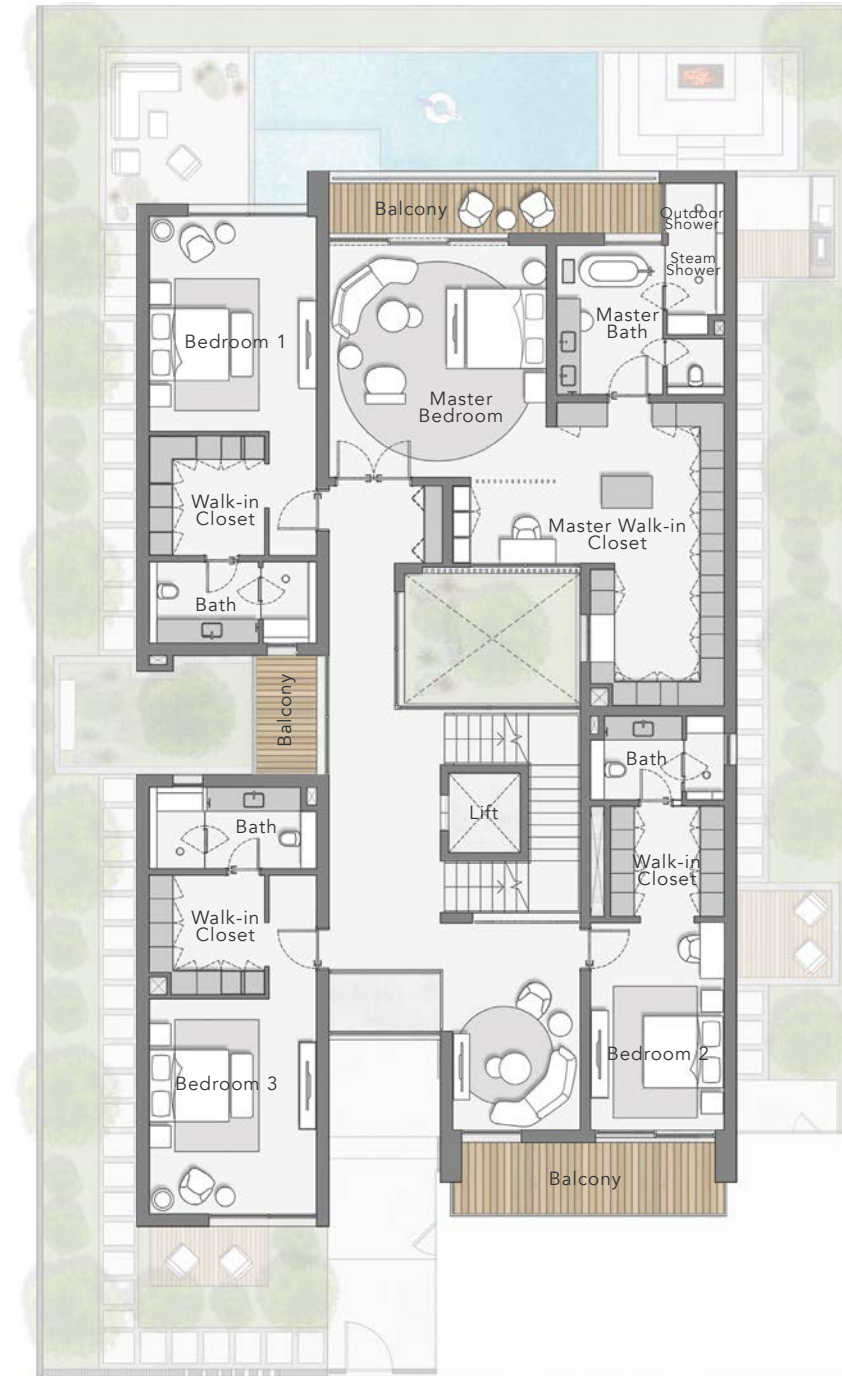 Balcony
Outdoor
Shower
Steam
Shower
Bedroom 1
Master
Bath
Master
Bedroom
Walk-in
Closet
Master Walk-in
Closet
Bath
Balcony
Bath
Lift
Bath
Walk-in
Closet
Walk-in
Closet
Bedroom 2
Bedroom 3
Balcony